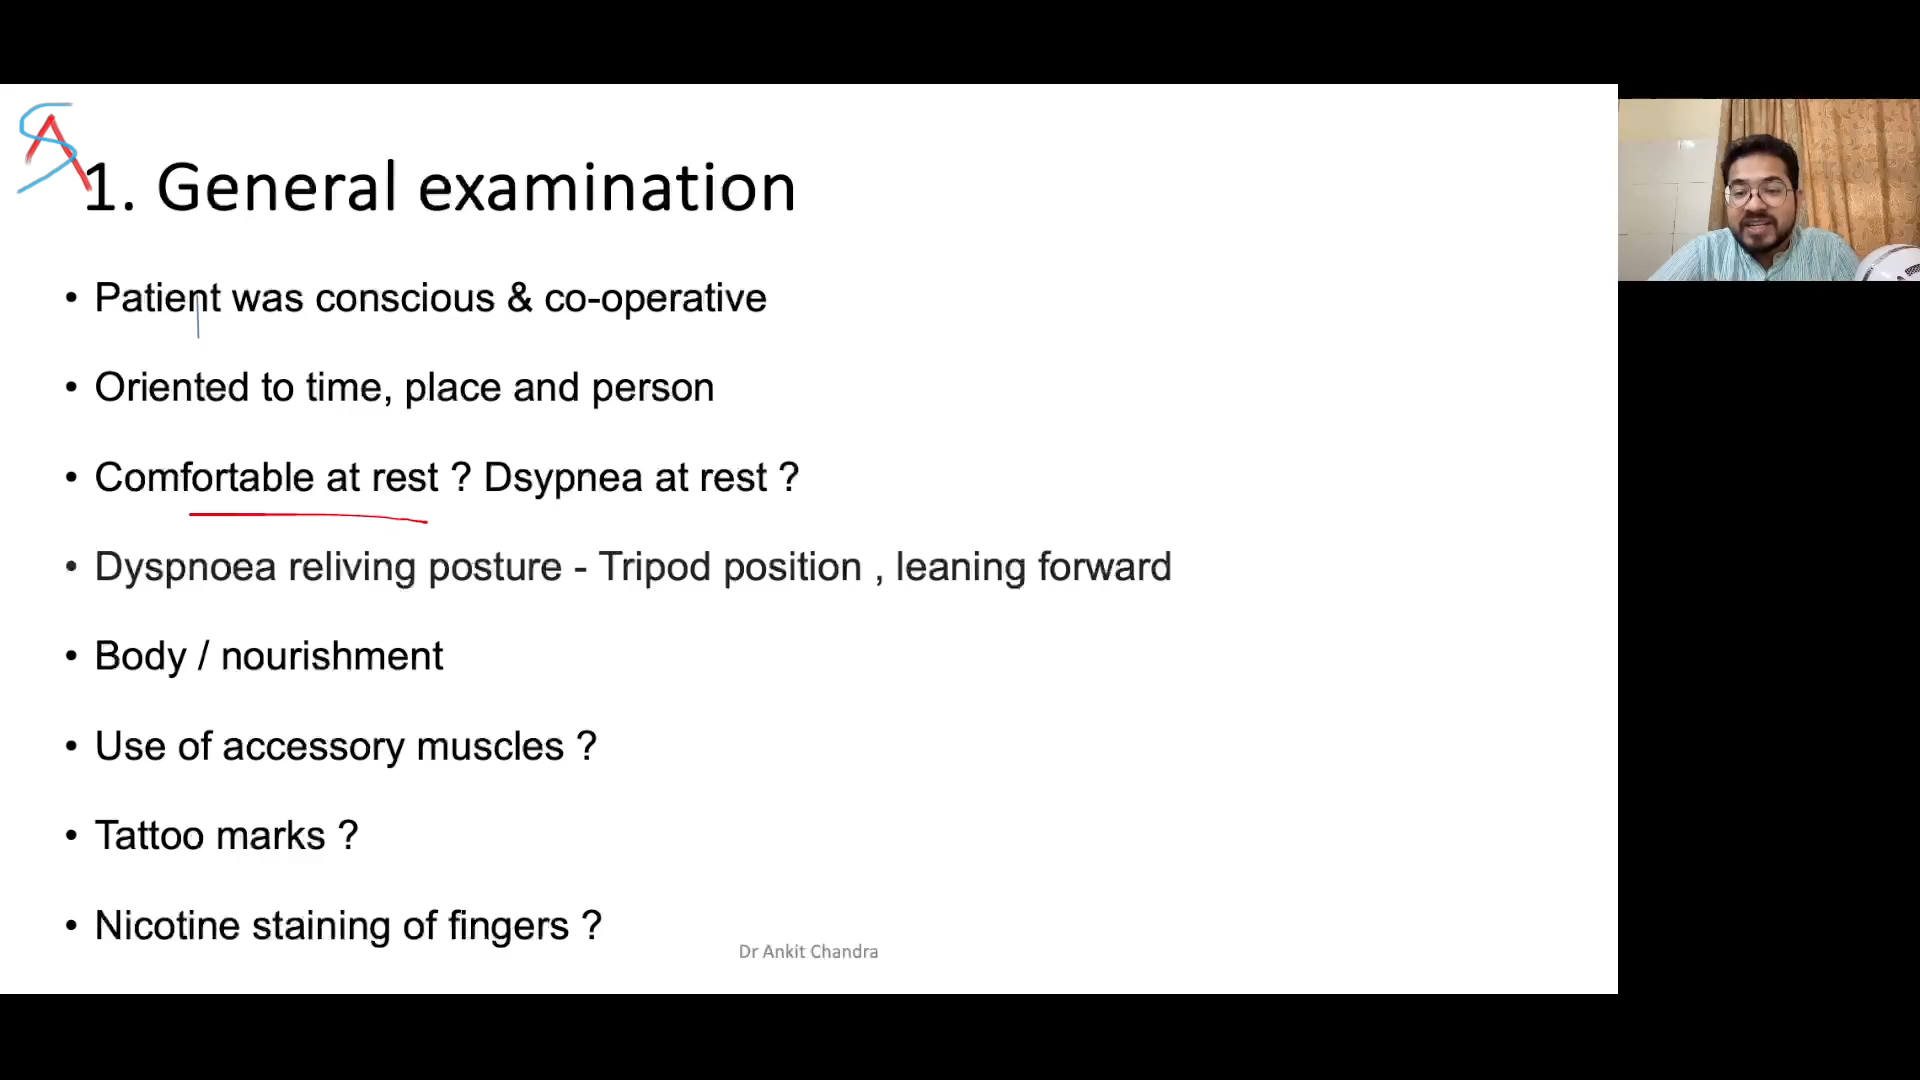 1. General examination
• Patient was conscious & co-operative
• Oriented to time, place and person
• Comfortable at rest ? Dsypnea at rest ?
• Dyspnoea reliving posture - Tripod position , leaning forward
• Body / nourishment
• Use of accessory muscles ?
• Tattoo marks ?
• Nicotine staining of fingers ?
Dr Ankit Chandra